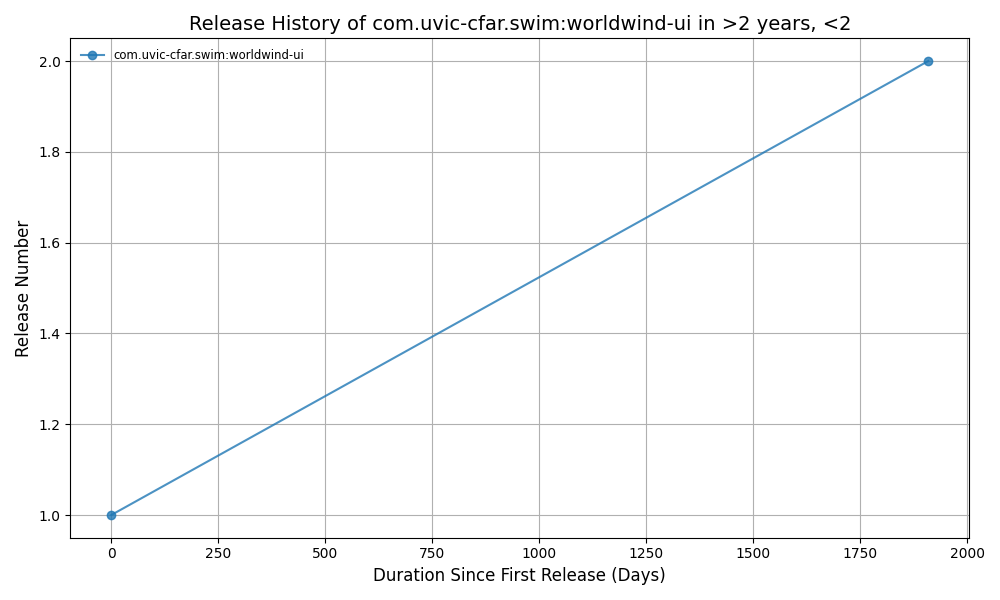 Release History of com.uvic-cfar.swim:worldwind-ui in >2 years, <2
com.uvic-cfar.swim:worldwind-ui
Release Number
2.0
1.8
1.6
1.4
1.2
1.0
0 250 500 750 1000 1250 1500 1750 2000
Duration Since First Release (Days)